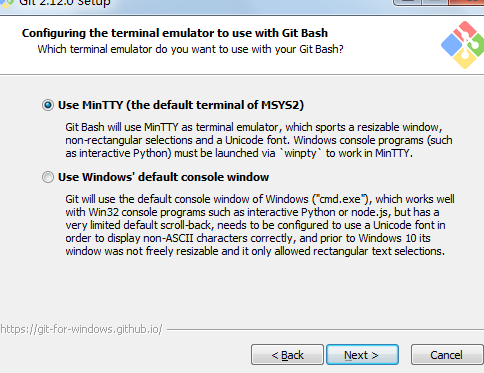 Git 2.12.0 Setup
Configuring the terminal emulator to use with Git Bash
Which terminal emulator do you want to use with your Git Bash?
Use MinTTY (the default terminal of MSYS2)
Git Bash will use MinTTY as terminal emulator, which sports a resizable window,
non-rectangular selections and a Unicode font. Windows console programs (such
as interactive Python) must be launched via `winpty` to work in MinTTY.
Use Windows' default console window
Git will use the default console window of Windows ("cmd.exe"), which works well
with Win32 console programs such as interactive Python or node.js, but has a
very limited default scroll-back, needs to be configured to use a Unicode font in
order to display non-ASCII characters correctly, and prior to Windows 10 its
window was not freely resizable and it only allowed rectangular text selections.
https://git-for-windows.github.io/
< Back
Next >
Cancel